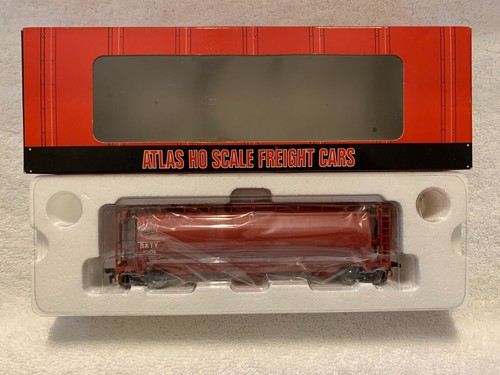 ATLAS HO SCALE FREIGHT CARS